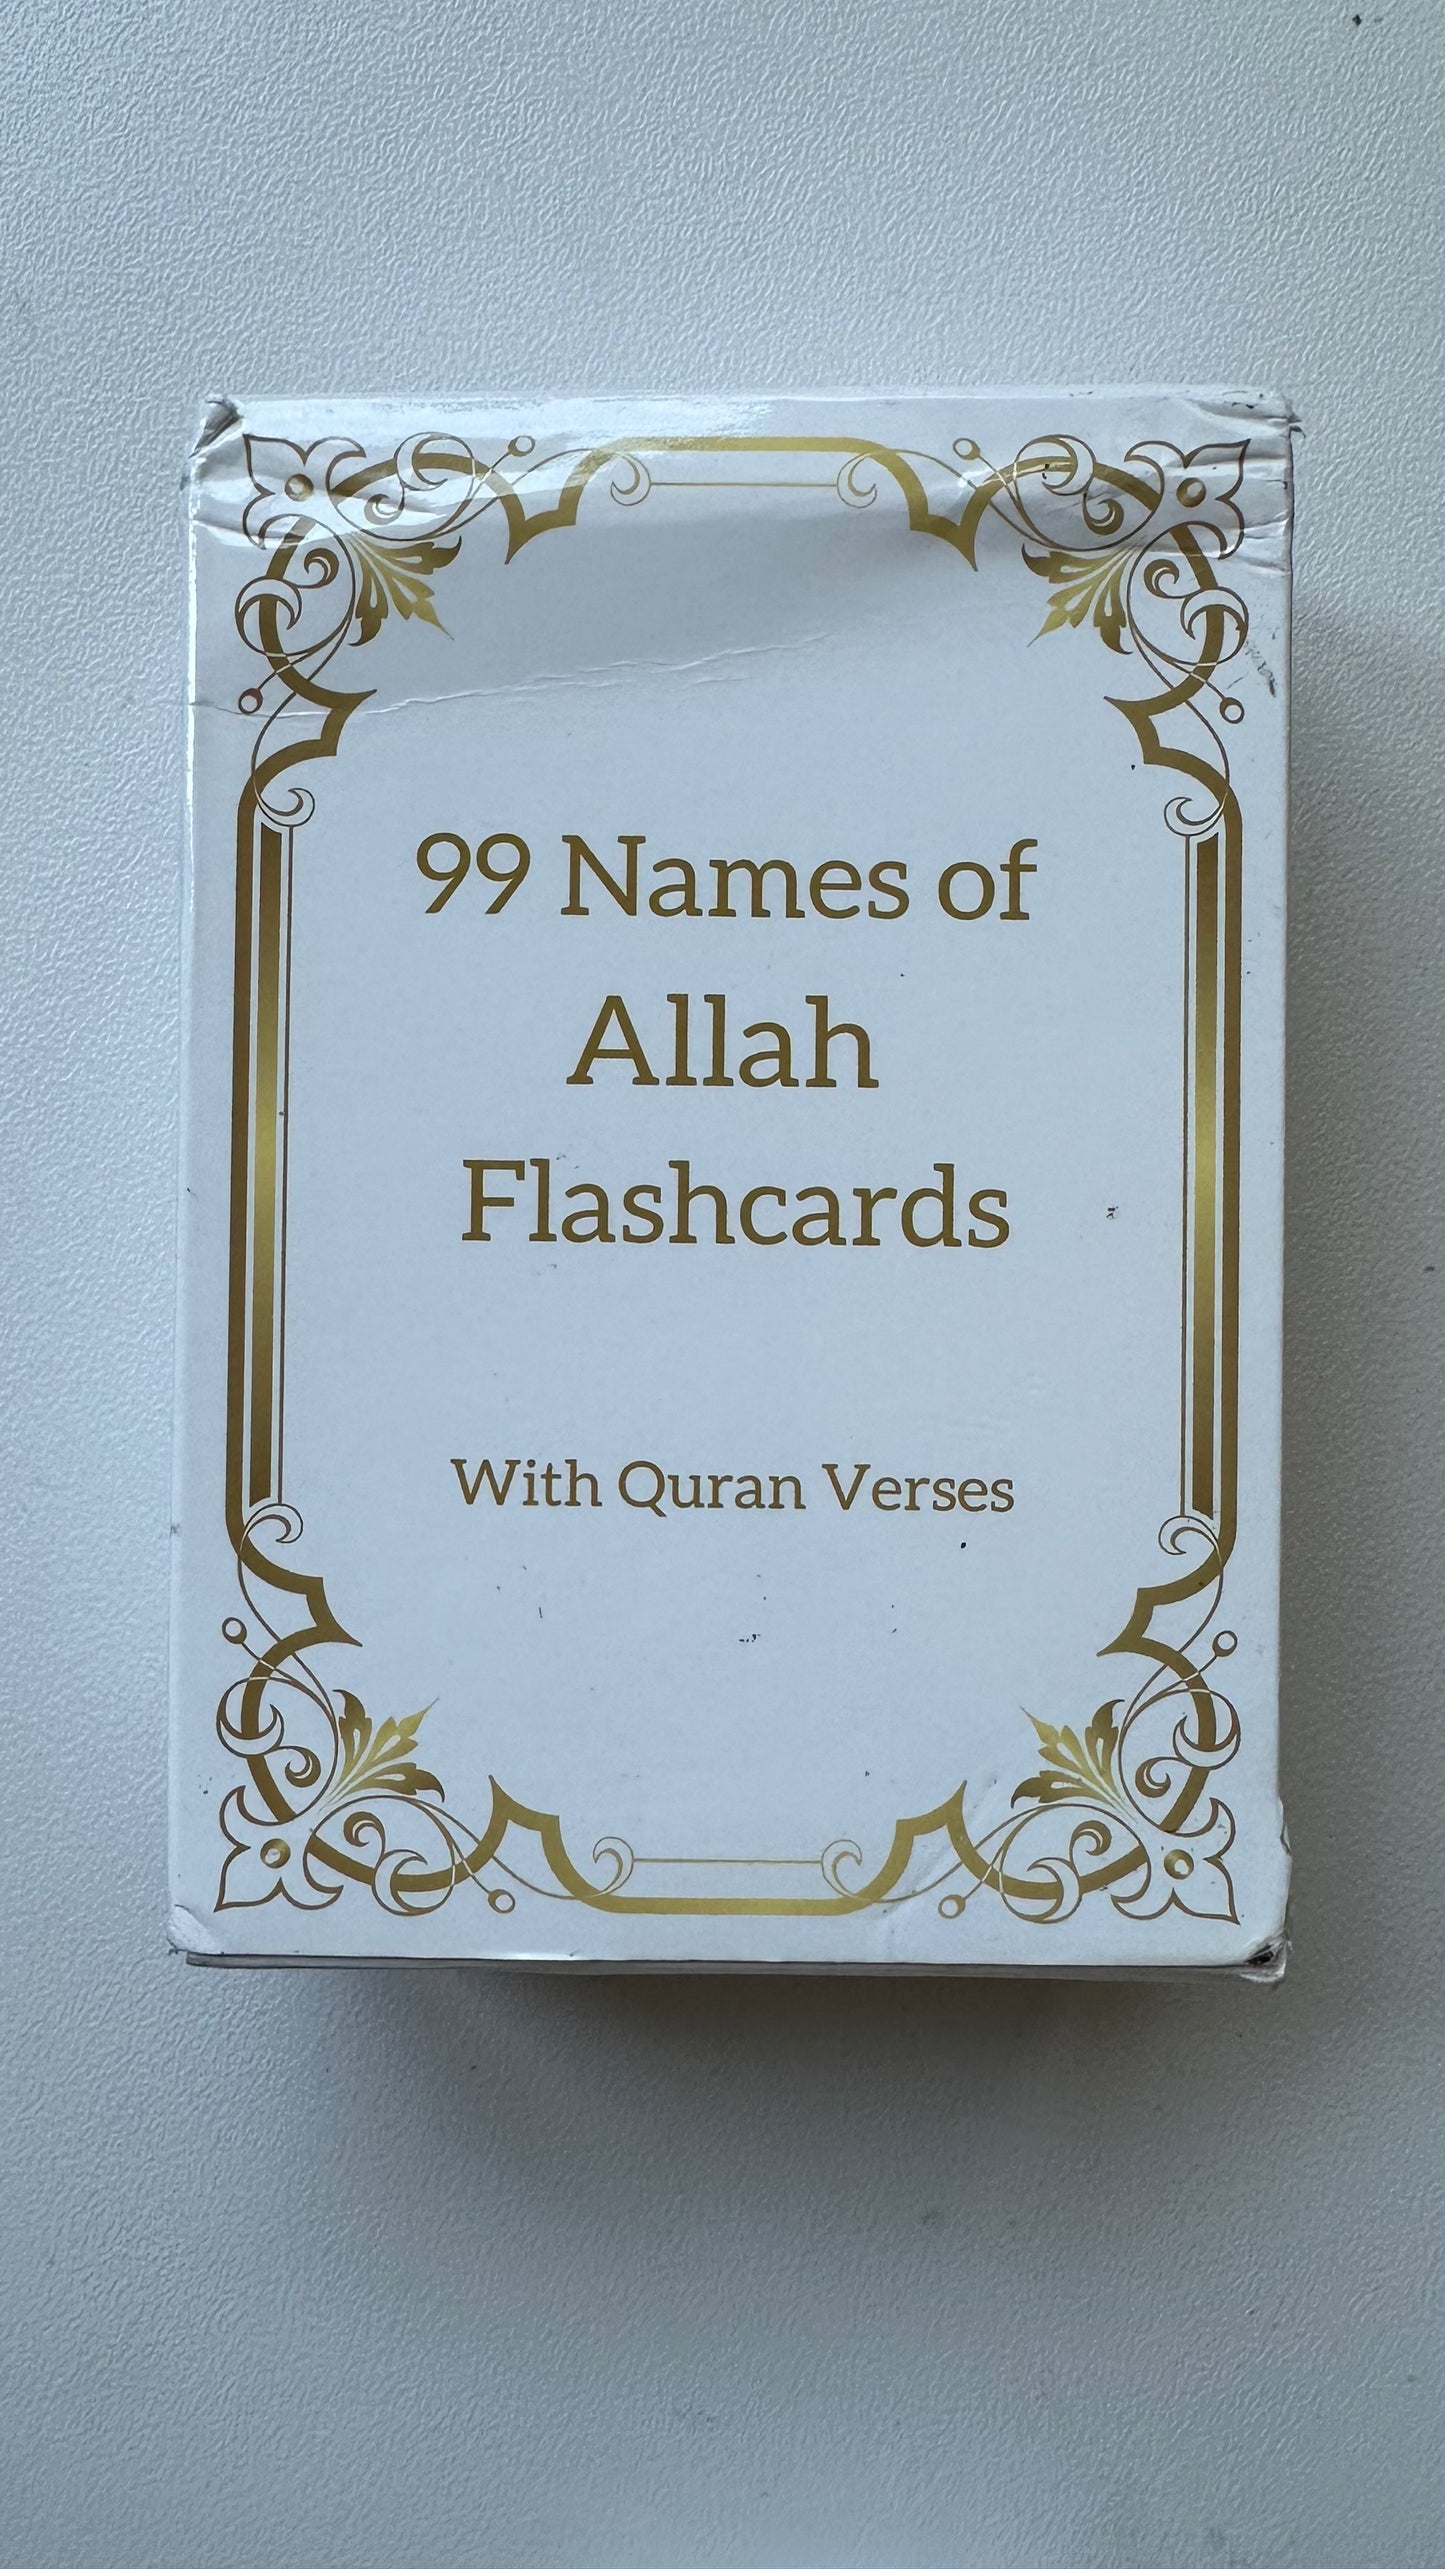 99 Names of
Allah
Flashcards
With Quran Verses